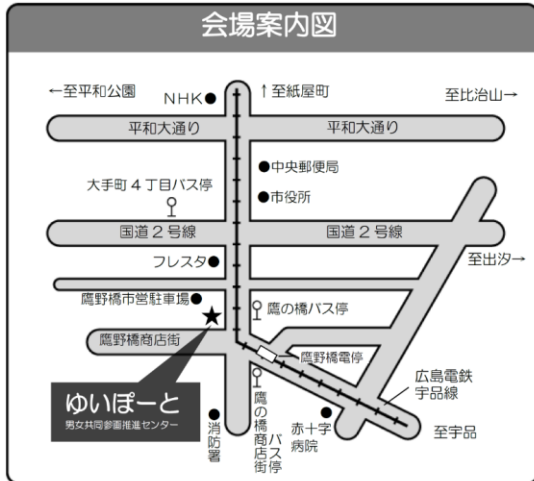 会場案内図
←至平和公園
NHK●
↑至紙屋町
至比治山→
平和大通り
平和大通り
●中央郵便局
大手町4丁目バス停
●市役所
国道2号線
国道2号線
フレスタ●
至出汐→
鷹野橋市営駐車場●
鷹の橋バス停
★
鷹野橋商店街
鷹野橋電停
広島電鉄
宇品線
ゆいぽーと
男女共同参画推進センター
●消防署
鷹の橋商店街
バス停
●
赤十字
病院
至宇品